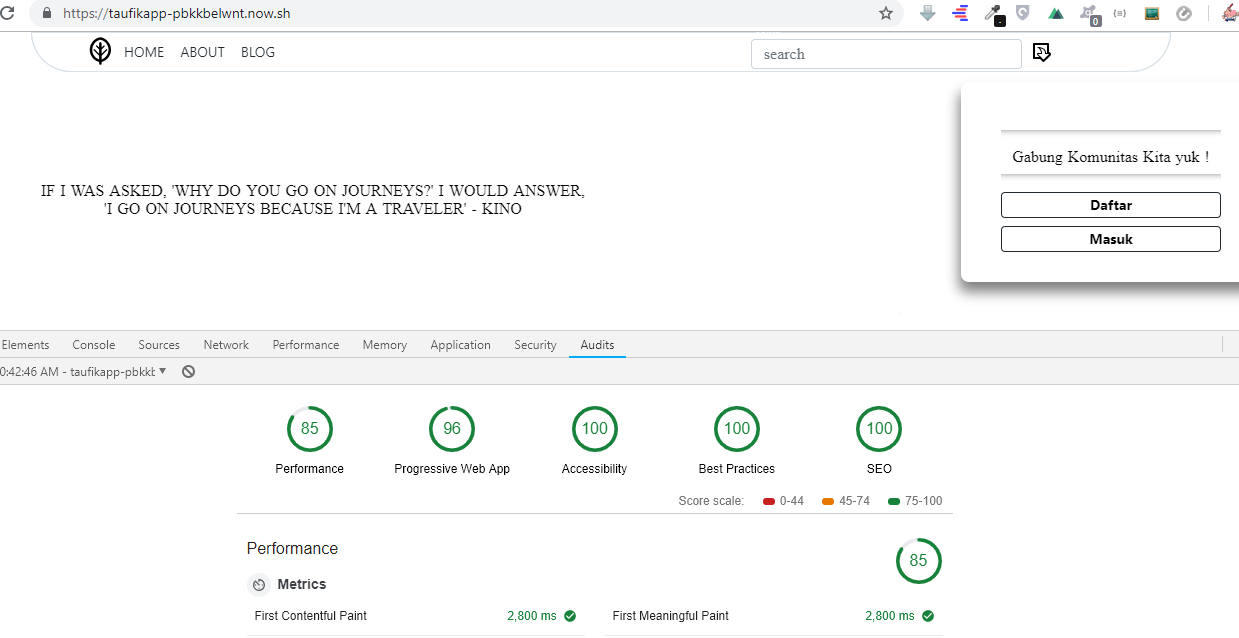 https://taufikapp-pbkkbelwnt.now.sh
0
HOME ABOUT BLOG search
Gabung Komunitas Kita yuk !
IF I WAS ASKED, 'WHY DO YOU GO ON JOURNEYS?' I WOULD ANSWER,
'I GO ON JOURNEYS BECAUSE I'M A TRAVELER' - KINO
Daftar
Masuk
Elements Console Sources Network Performance Memory Application Security Audits
0:42:46 AM - taufikapp-pbkkt
85 96 100 100 100
Performance Progressive Web App Accessibility Best Practices SEO
Score scale: 0-44 45-74 75-100
Performance 85
Metrics
First Contentful Paint 2,800 ms First Meaningful Paint 2,800 ms